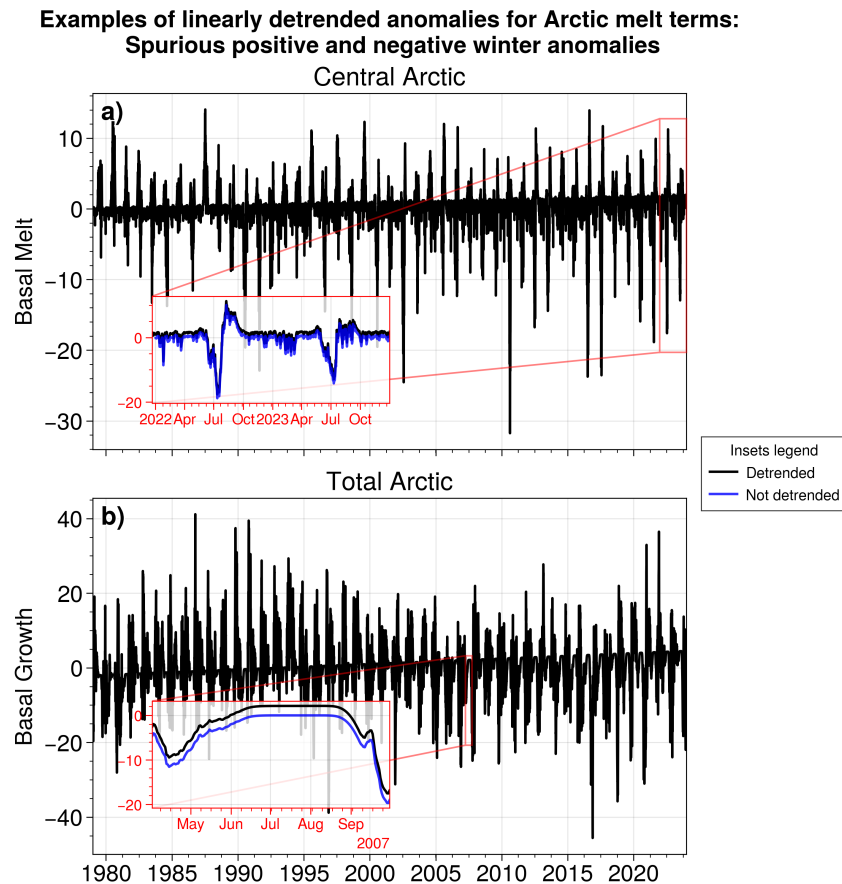 Examples of linearly detrended anomalies for Arctic melt terms:
Spurious positive and negative winter anomalies
Central Arctic
a)
10
0
−10
−20
−30
Basal Melt
0
−20
2022 Apr Jul Oct 2023 Apr Jul Oct
Insets legend
Detrended
Not detrended
Total Arctic
b)
40
20
0
−20
−40
Basal Growth
0
−10
−20
May Jun Jul Aug Sep
2007
1980 1985 1990 1995 2000 2005 2010 2015 2020